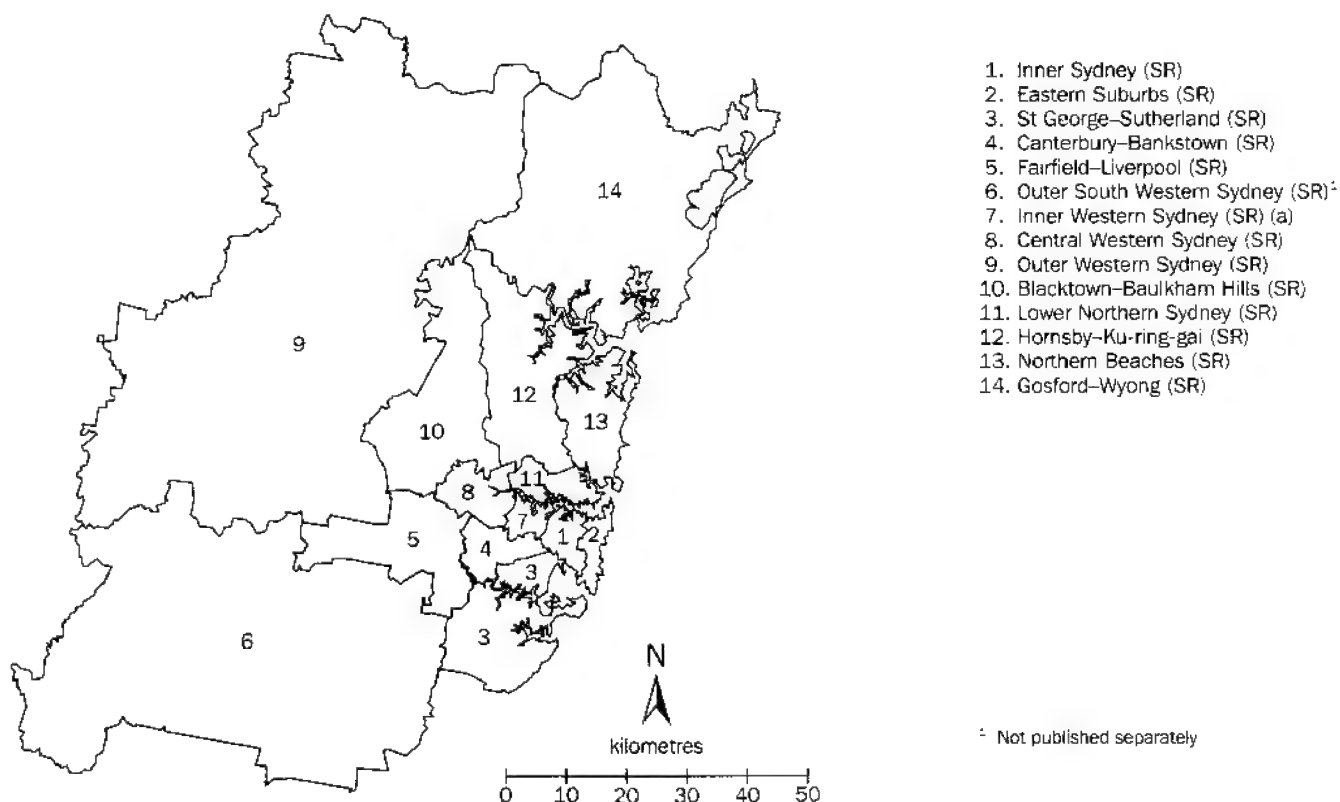 1. Inner Sydney (SR)
2. Eastern Suburbs (SR)
3. St George–Sutherland (SR)
4. Canterbury–Bankstown (SR)
5. Fairfield–Liverpool (SR)
6. Outer South Western Sydney (SR)¹
7. Inner Western Sydney (SR) (a)
8. Central Western Sydney (SR)
9. Outer Western Sydney (SR)
10. Blacktown–Baulkham Hills (SR)
11. Lower Northern Sydney (SR)
12. Hornsby–Ku-ring-gai (SR)
13. Northern Beaches (SR)
14. Gosford–Wyong (SR)
14
9
12
13
10
11
8
7
5
4
1
2
3
6
3
N
kilometres
0 10 20 30 40 50
¹ Not published separately